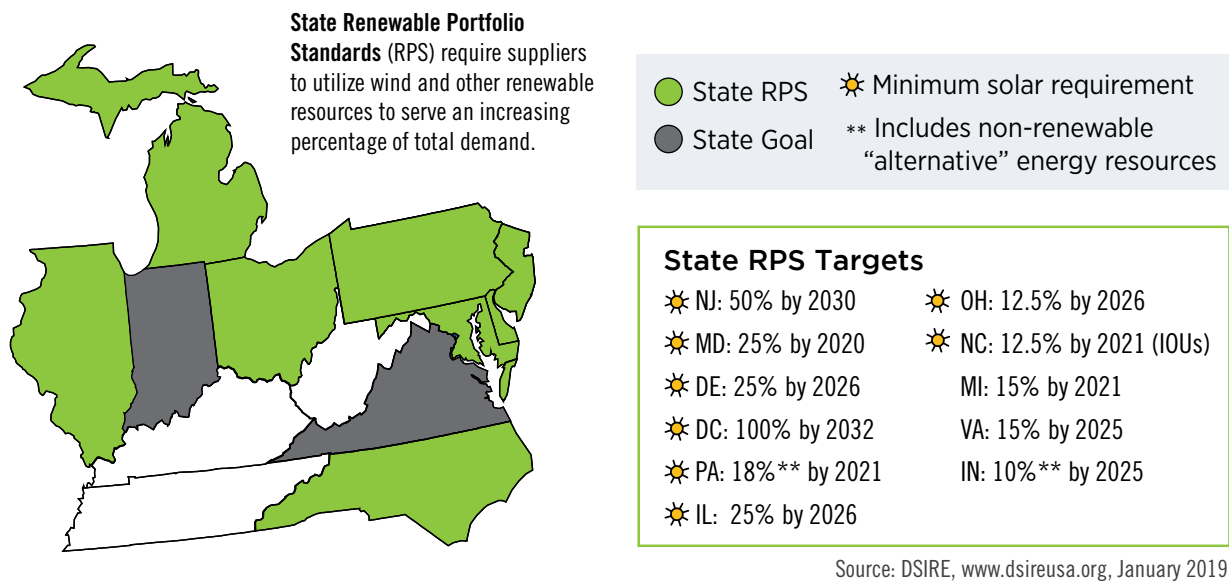 State Renewable Portfolio
Standards (RPS) require suppliers
to utilize wind and other renewable
resources to serve an increasing
percentage of total demand.
State RPS
Minimum solar requirement
State Goal
** Includes non-renewable
“alternative” energy resources
State RPS Targets
NJ: 50% by 2030
MD: 25% by 2020
DE: 25% by 2026
DC: 100% by 2032
PA: 18%** by 2021
IL: 25% by 2026
OH: 12.5% by 2026
NC: 12.5% by 2021 (IOUs)
MI: 15% by 2021
VA: 15% by 2025
IN: 10%** by 2025
Source: DSIRE, www.dsireusa.org, January 2019